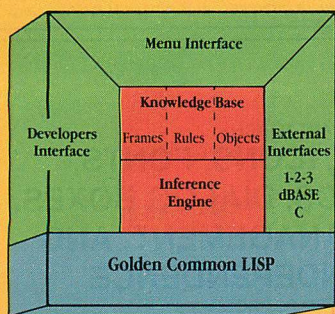 Menu Interface
Knowledge Base
Frames Rules Objects
Developers
Interface
External
Interfaces
1-2-3
dBASE
C
Inference
Engine
Golden Common LISP